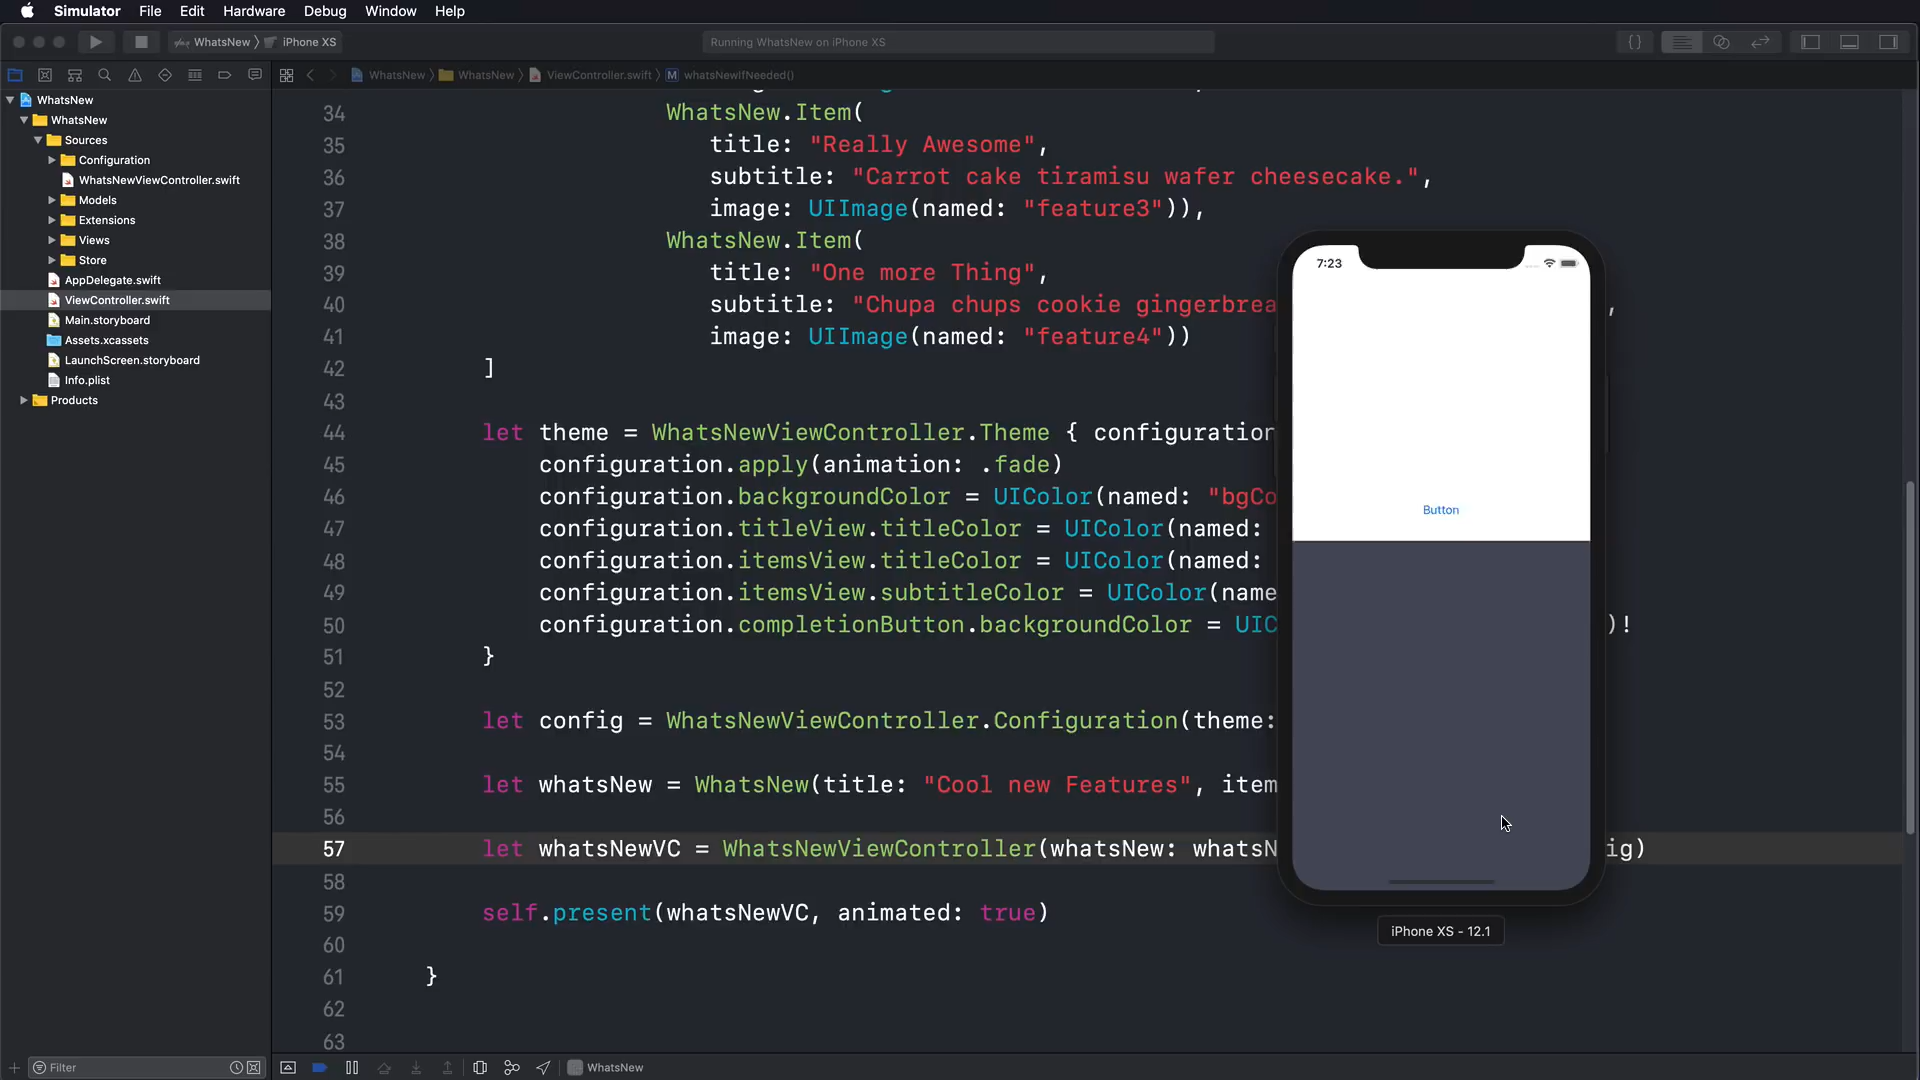 Simulator File Edit Hardware Debug Window Help
WhatsNew iPhone XS
Running WhatsNew on iPhone XS
{}
WhatsNew WhatsNew ViewController.swift M whatsNewIfNeeded()
WhatsNew
WhatsNew
Sources
Configuration
WhatsNewViewController.swift
Models
Extensions
Views
Store
AppDelegate.swift
ViewController.swift
Main.storyboard
Assets.xcassets
LaunchScreen.storyboard
Info.plist
Products
Filter
34 WhatsNew.Item(
35 title: "Really Awesome",
36 subtitle: "Carrot cake tiramisu wafer cheesecake.",
37 image: UIImage(named: "feature3")),
38 WhatsNew.Item(
39 title: "One more Thing",
40 subtitle: "Chupa chups cookie gingerbrea ,
41 image: UIImage(named: "feature4"))
42 ]
43
44 let theme = WhatsNewViewController.Theme { configuration
45 configuration.apply(animation: .fade)
46 configuration.backgroundColor = UIColor(named: "bgCo
47 configuration.titleView.titleColor = UIColor(named:
48 configuration.itemsView.titleColor = UIColor(named:
49 configuration.itemsView.subtitleColor = UIColor(name
50 configuration.completionButton.backgroundColor = UIC )!
51 }
52
53 let config = WhatsNewViewController.Configuration(theme:
54
55 let whatsNew = WhatsNew(title: "Cool new Features", item
56
57 let whatsNewVC = WhatsNewViewController(whatsNew: whatsN ig)
58
59 self.present(whatsNewVC, animated: true)
60
61 }
62
63
7:23
Button
iPhone XS - 12.1
WhatsNew